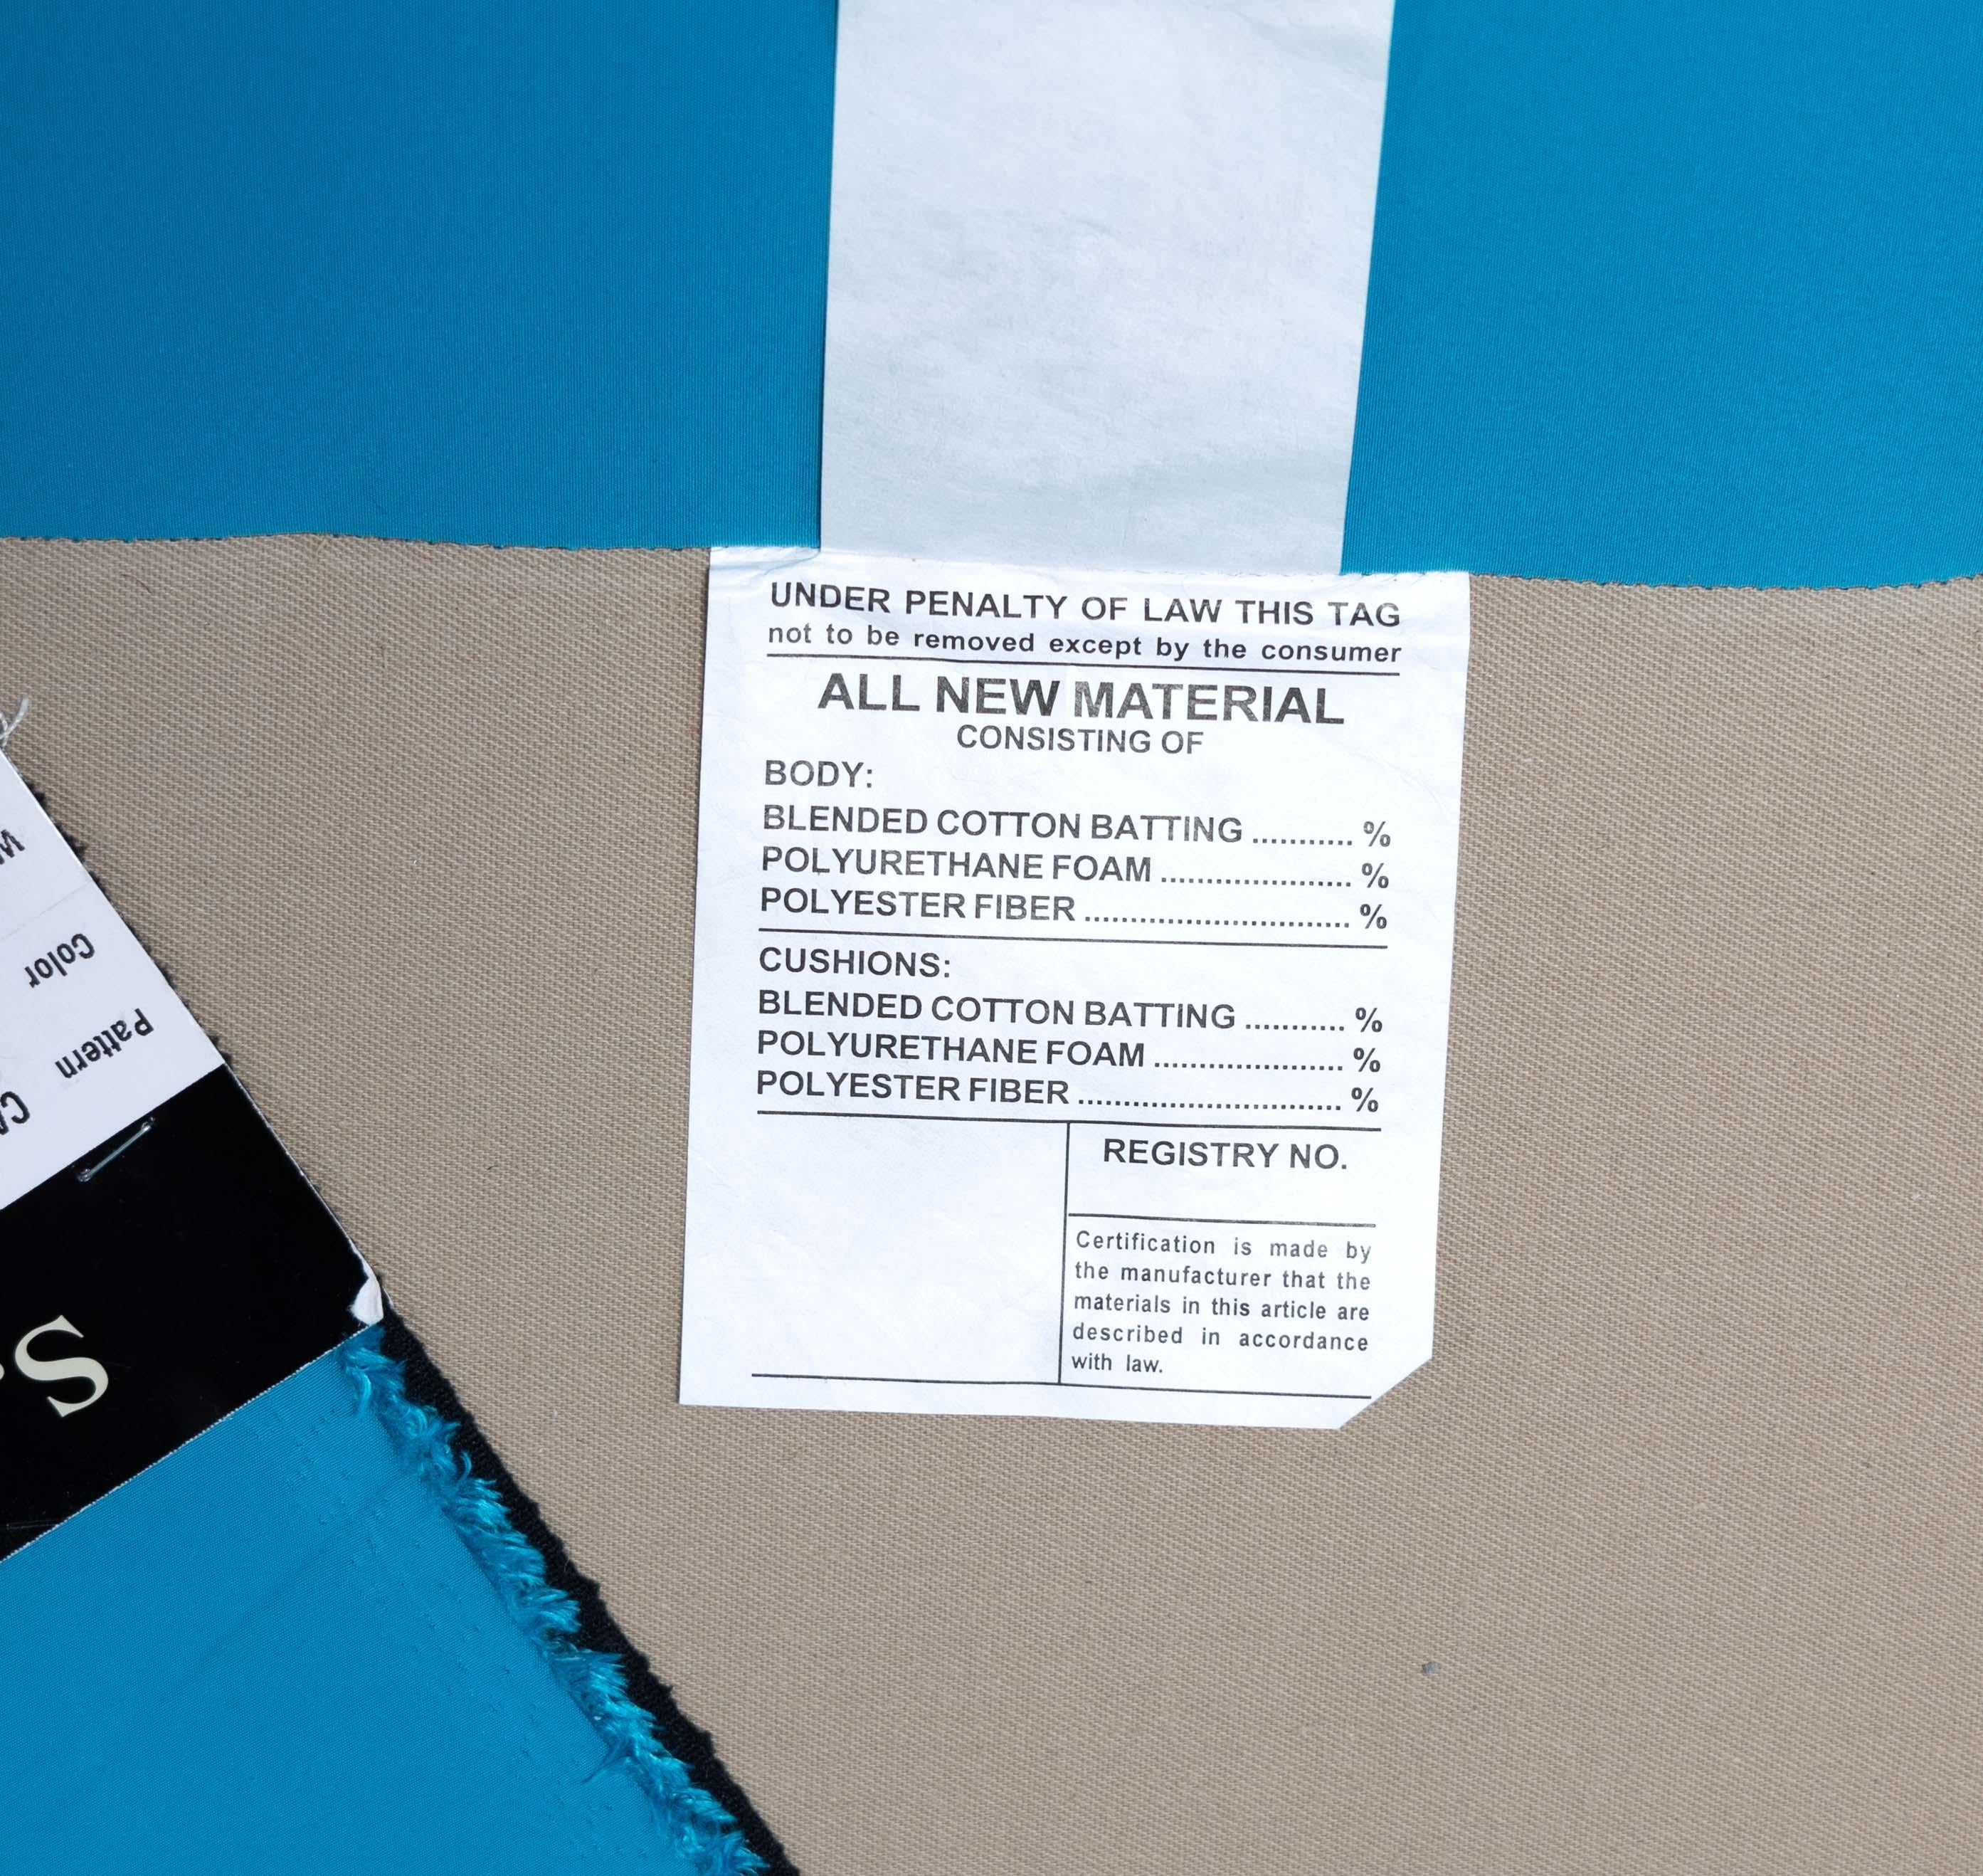 UNDER PENALTY OF LAW THIS TAG
not to be removed except by the consumer
ALL NEW MATERIAL
CONSISTING OF
BODY:
BLENDED COTTON BATTING ........... %
POLYURETHANE FOAM ..................... %
POLYESTER FIBER ............................. %
CUSHIONS:
BLENDED COTTON BATTING ........... %
POLYURETHANE FOAM ..................... %
POLYESTER FIBER ............................. %
REGISTRY NO.
Certification is made by
the manufacturer that the
materials in this article are
described in accordance
with law.
Pattern
Color